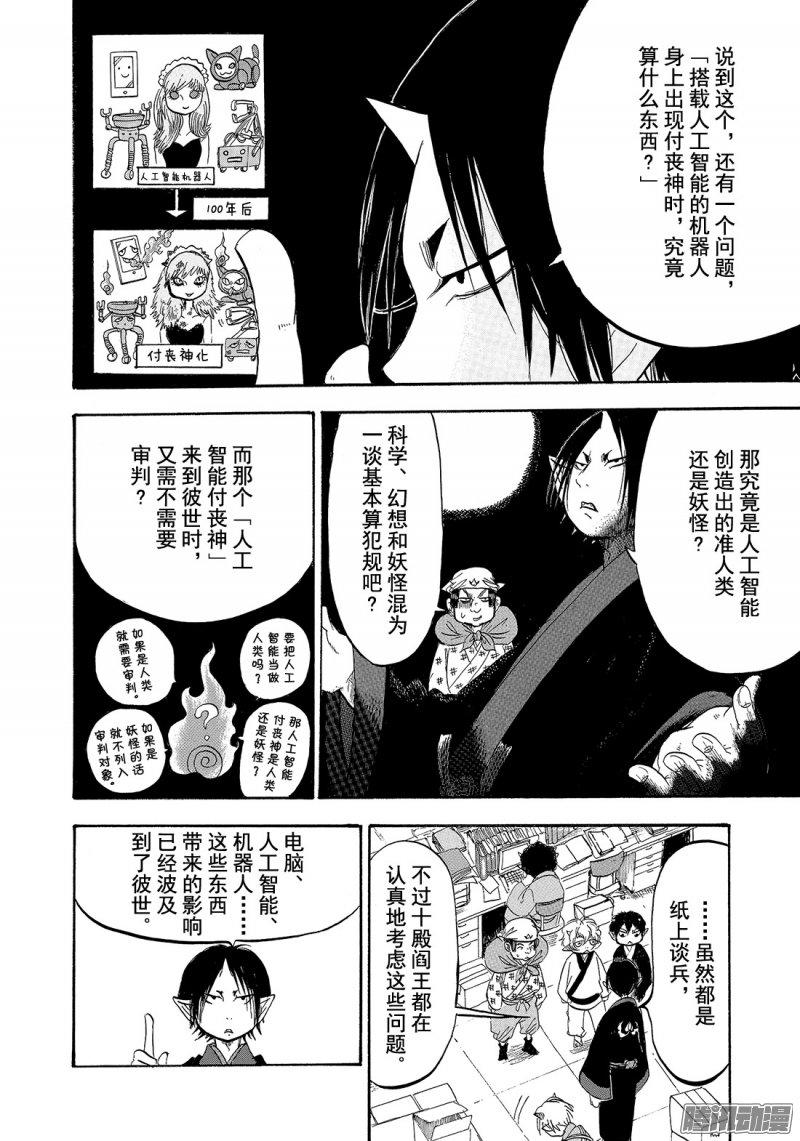 说到这个，还有一个问题，
「搭载人工智能的机器人
身上出现付丧神时，究竟
算什么东西？」
人工智能机器人
100年后
付丧神化
那究竟是人工智能
创造出的准人类
还是妖怪？
科学、幻想和妖怪混为
一谈基本算犯规吧？
而那个「人工
智能付丧神」
来到彼世时，
又需不需要
审判？
要把人工
智能当做
人类吗？
如果是人类
就需要审判。
那人工智能
付丧神是人类
还是妖怪？
如果是
妖怪的话
就不列入
审判对象。
……虽然都是
纸上谈兵，
不过十殿阎王都在
认真地考虑这些问题。
电脑、
人工智能、
机器人……
这些东西
带来的影响
已经波及
到了彼世。
?
腾讯动漫